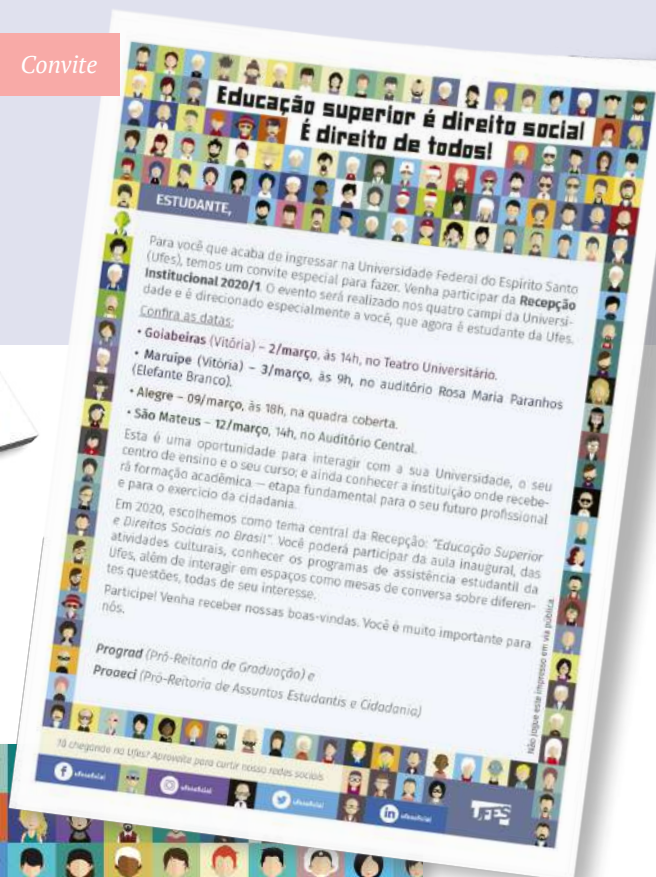 Convite
Educação superior é direito social
É direito de todos!
ESTUDANTE,
Para você que acaba de ingressar na Universidade Federal do Espírito Santo
(Ufes), temos um convite especial para fazer. Venha participar da Recepção
Institucional 2020/1. O evento será realizado nos quatro campi da Universi-
dade e é direcionado especialmente a você, que agora é estudante da Ufes.
Confira as datas:
• Goiabeiras (Vitória) – 2/março, às 14h, no Teatro Universitário.
• Maruípe (Vitória) – 3/março, às 9h, no auditório Rosa Maria Paranhos
(Elefante Branco).
• Alegre – 09/março, às 18h, na quadra coberta.
• São Mateus – 12/março, 14h, no Auditório Central.
Esta é uma oportunidade para interagir com a sua Universidade, o seu
centro de ensino e o seu curso; e ainda conhecer a instituição onde recebe-
rá formação acadêmica — etapa fundamental para o seu futuro profissional
e para o exercício da cidadania.
Em 2020, escolhemos como tema central da Recepção: "Educação Superior
e Direitos Sociais no Brasil". Você poderá participar da aula inaugural, das
atividades culturais, conhecer os programas de assistência estudantil da
Ufes, além de interagir em espaços como mesas de conversa sobre diferen-
tes questões, todas de seu interesse.
Participe! Venha receber nossas boas-vindas. Você é muito importante para
nós.
Prograd (Pró-Reitoria de Graduação) e
Proaeci (Pró-Reitoria de Assuntos Estudantis e Cidadania)
Não jogue este impresso em via pública.
Tá chegando na Ufes? Aproveite para curtir nossa redes sociais
ufesoficial
ufesoficial
ufesoficial
ufesoficial
UFES